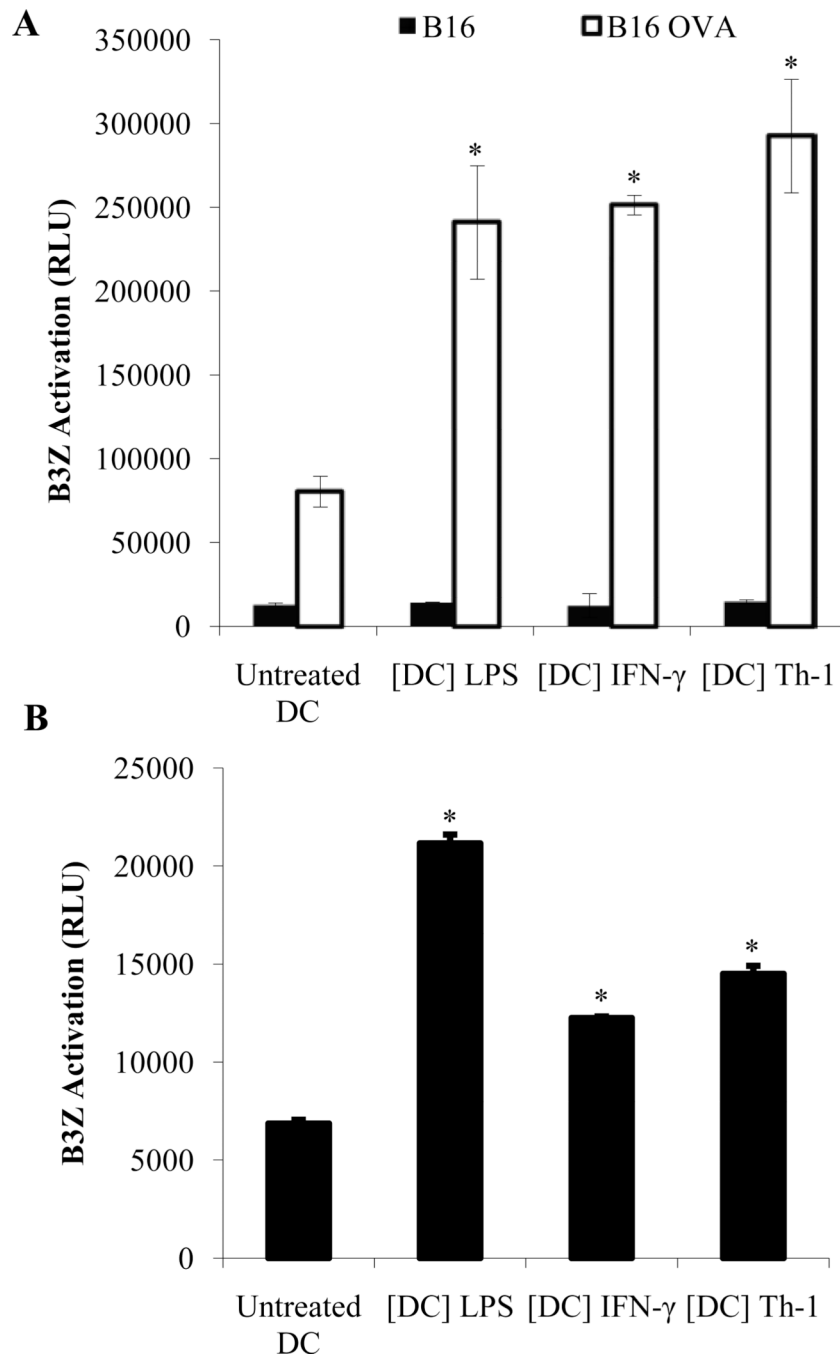 A
B16 B16 OVA
350000
300000
250000
200000
150000
100000
50000
0
B3Z Activation (RLU)
* * *
Untreated DC [DC] LPS [DC] IFN-γ [DC] Th-1
B
25000
20000
15000
10000
5000
0
B3Z Activation (RLU)
* * *
Untreated DC [DC] LPS [DC] IFN-γ [DC] Th-1